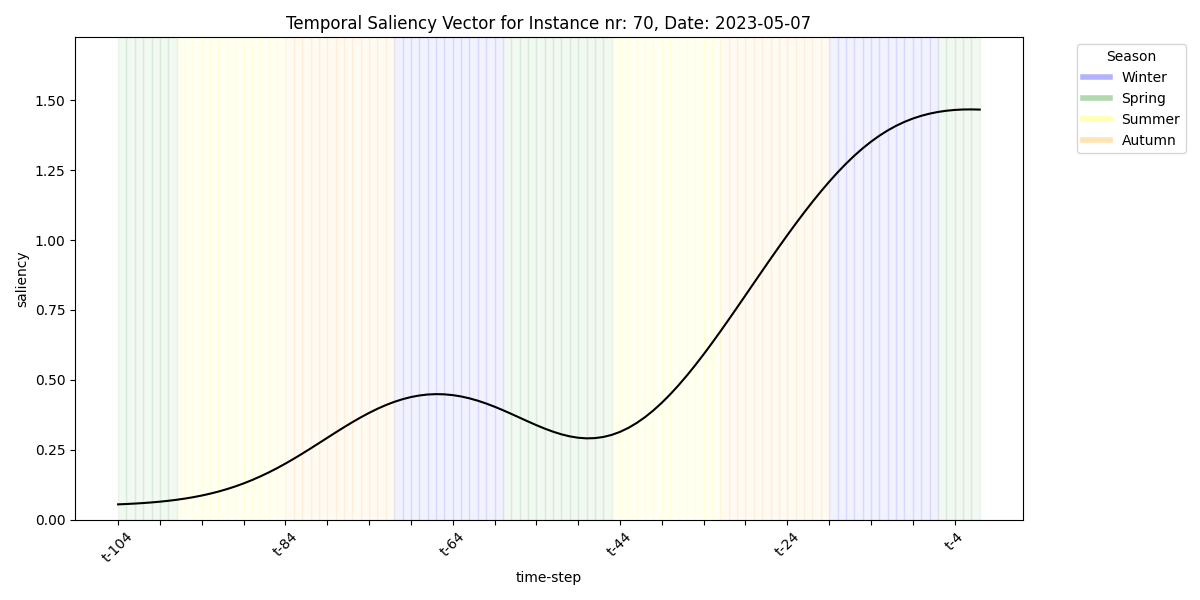 Temporal Saliency Vector for Instance nr: 70, Date: 2023-05-07
Season
Winter
Spring
Summer
Autumn
1.50
1.25
1.00
0.75
0.50
0.25
0.00
saliency
t-104
t-84
t-64
t-44
t-24
t-4
time-step